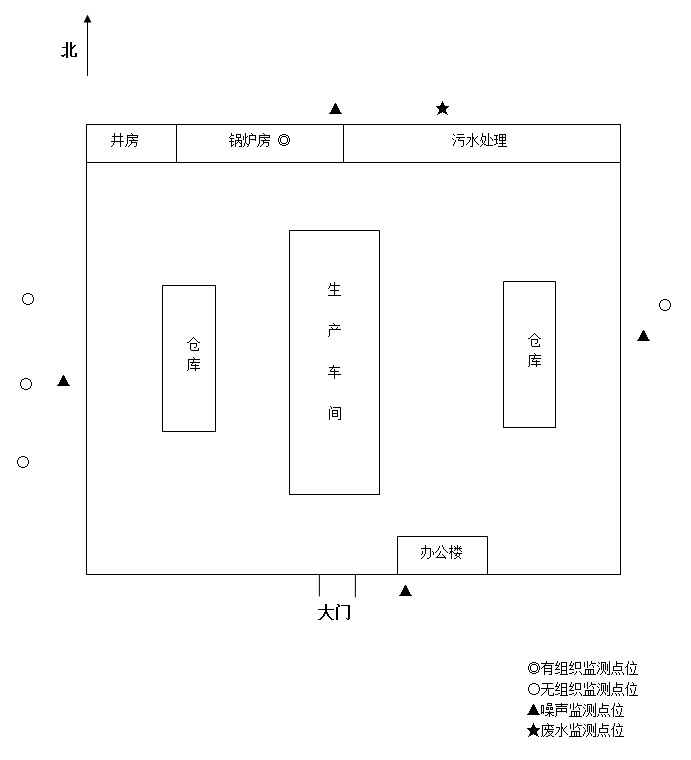 北
井房
锅炉房 ◎
污水处理
生
产
车
间
仓
库
仓
库
办公楼
大门
◎有组织监测点位
○无组织监测点位
▲噪声监测点位
★废水监测点位